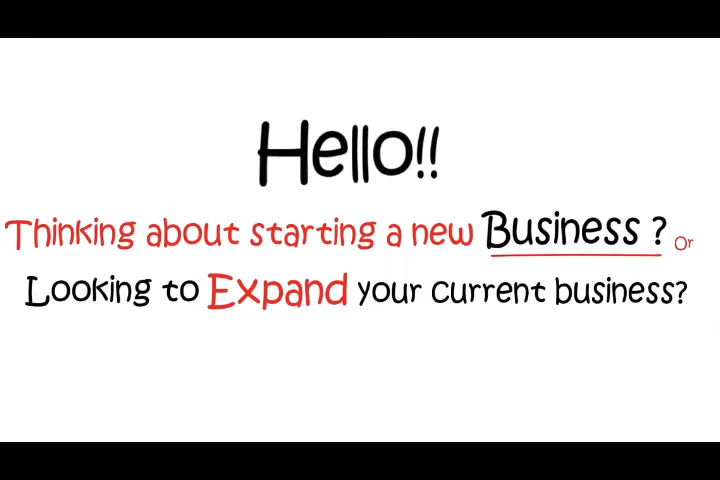 Hello!!
Thinking about starting a new Business ? Or
Looking to Expand your current business?